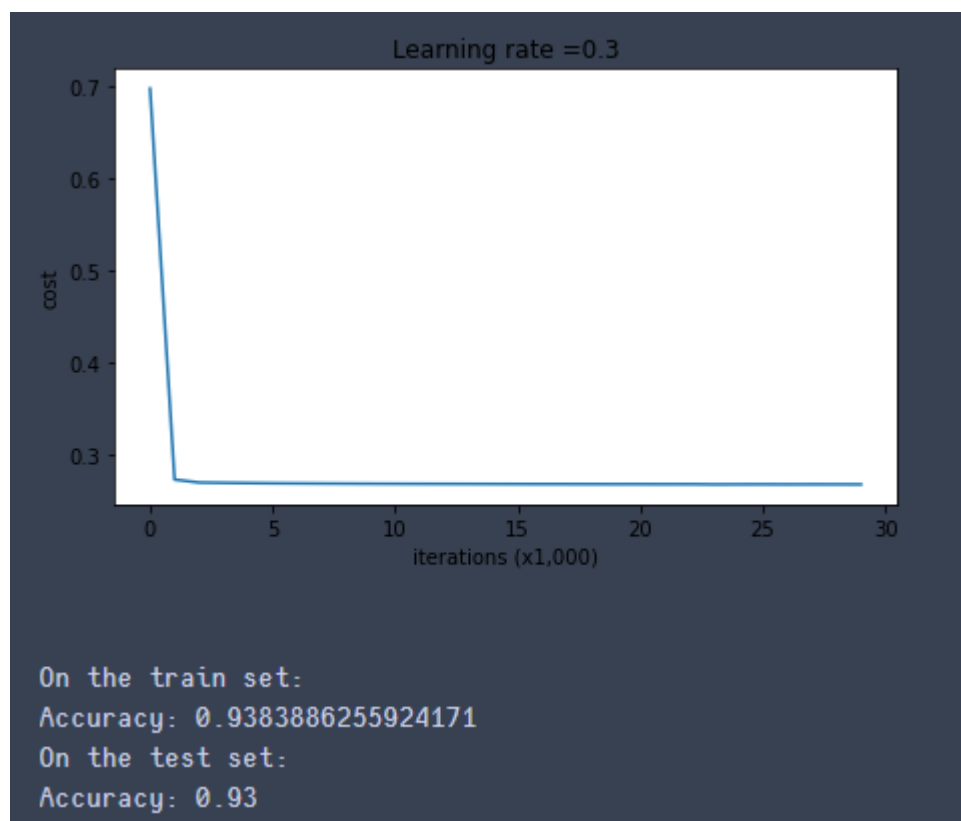 Learning rate =0.3
0.7
0.6
0.5
0.4
0.3
cost
0 5 10 15 20 25 30
iterations (x1,000)
On the train set:
Accuracy: 0.9383886255924171
On the test set:
Accuracy: 0.93